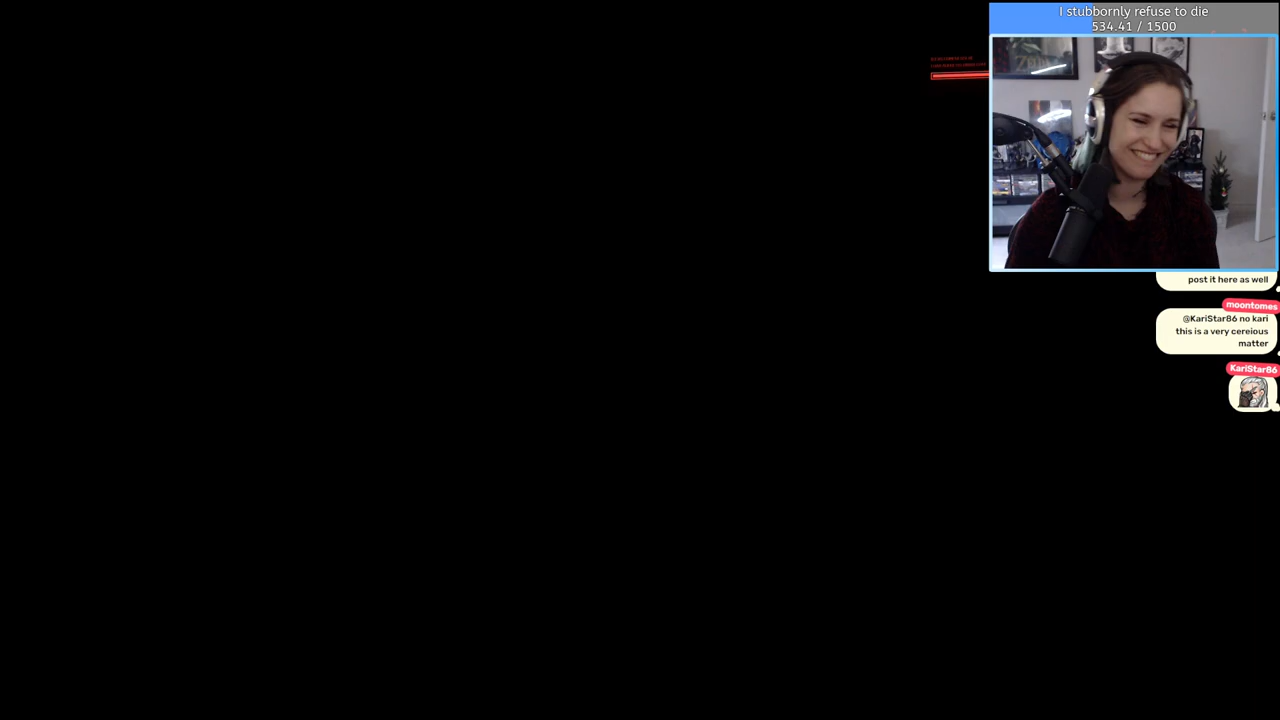 I stubbornly refuse to die
534.41 / 1500
post it here as well
moontomes
@KariStar86 no kari
this is a very cereious
matter
KariStar86